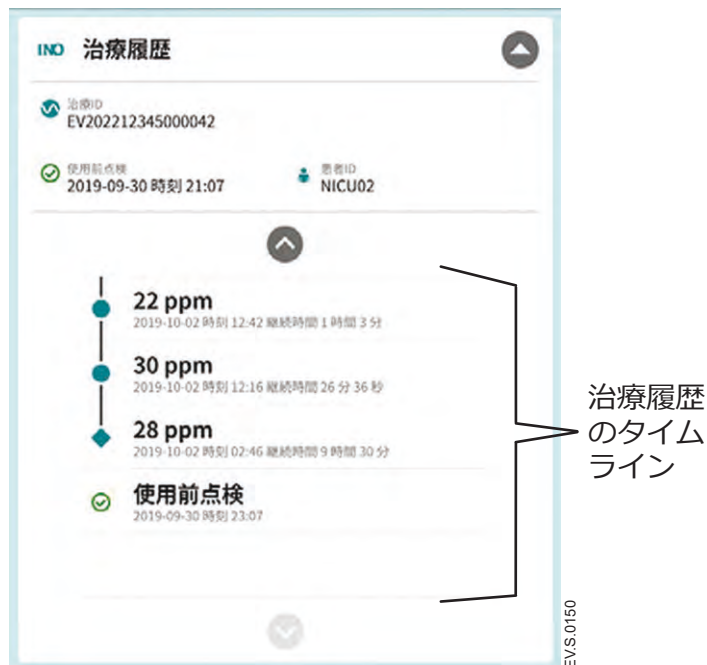 INO 治療履歴
治療ID
EV202212345000042
使用前点検
2019-09-30 時刻 21:07
患者ID
NICU02
22 ppm
2019-10-02 時刻 12:42 継続時間 1 時間 3 分
30 ppm
2019-10-02 時刻 12:16 継続時間 26 分 36 秒
28 ppm
2019-10-02 時刻 02:46 継続時間 9 時間 30 分
使用前点検
2019-09-30 時刻 23:07
治療履歴
のタイム
ライン
EV.S.0150